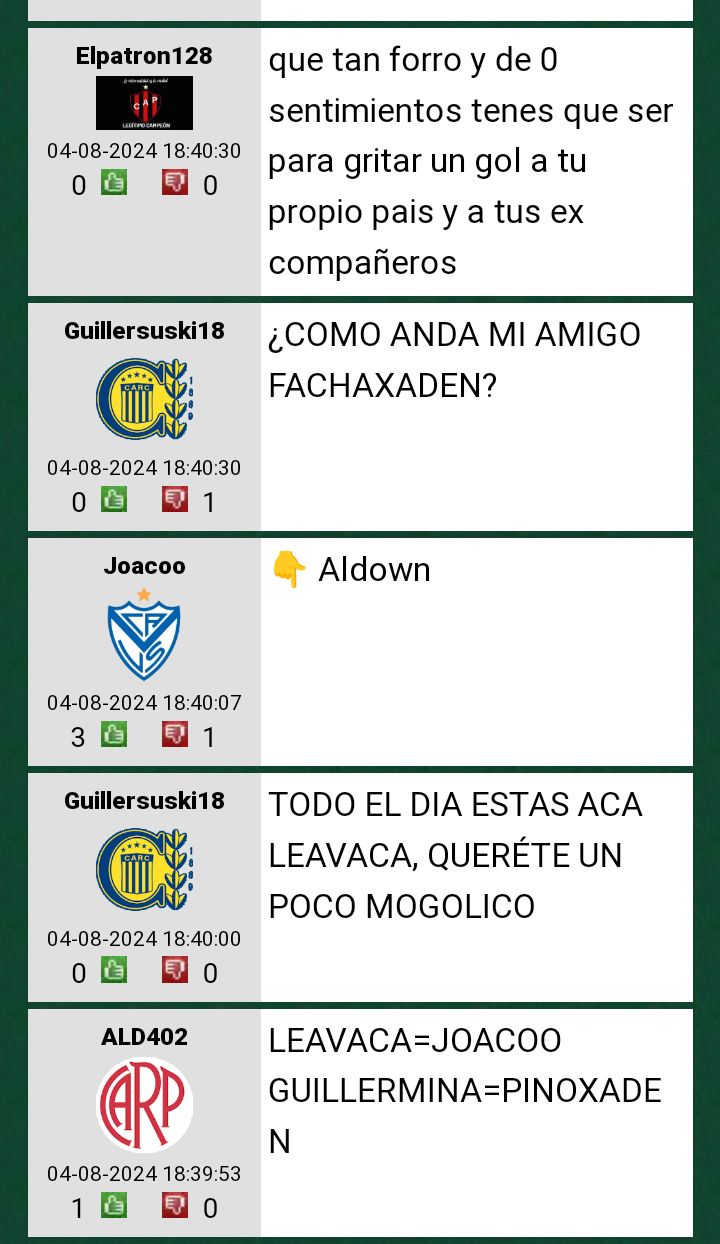 Elpatron128
que tan forro y de 0
sentimientos tenes que ser
para gritar un gol a tu
propio pais y a tus ex
compañeros
CAP
LEGÍTIMO CAMPEÓN
04-08-2024 18:40:30
0 0
Guillersuski18
¿COMO ANDA MI AMIGO
FACHAXADEN?
CARC
1889
04-08-2024 18:40:30
0 1
Joacoo
👇 Aldown
CAVS
04-08-2024 18:40:07
3 1
Guillersuski18
TODO EL DIA ESTAS ACA
LEAVACA, QUERÉTE UN
POCO MOGOLICO
CARC
1889
04-08-2024 18:40:00
0 0
ALD402
LEAVACA=JOACOO
GUILLERMINA=PINOXADE
N
CARP
04-08-2024 18:39:53
1 0